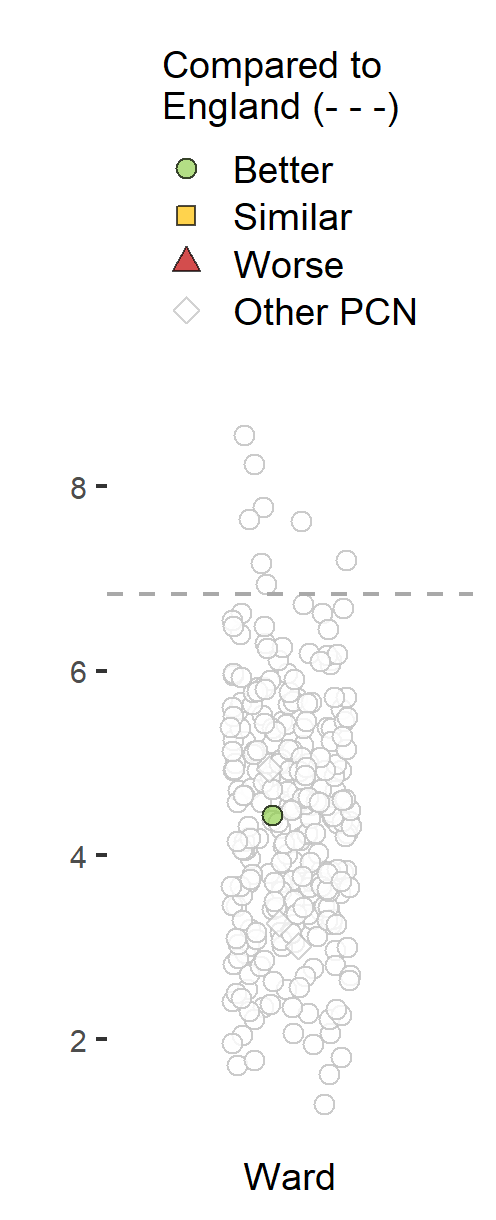 Compared to
England (- - -)
Better
Similar
Worse
Other PCN
8
6
4
2
Ward